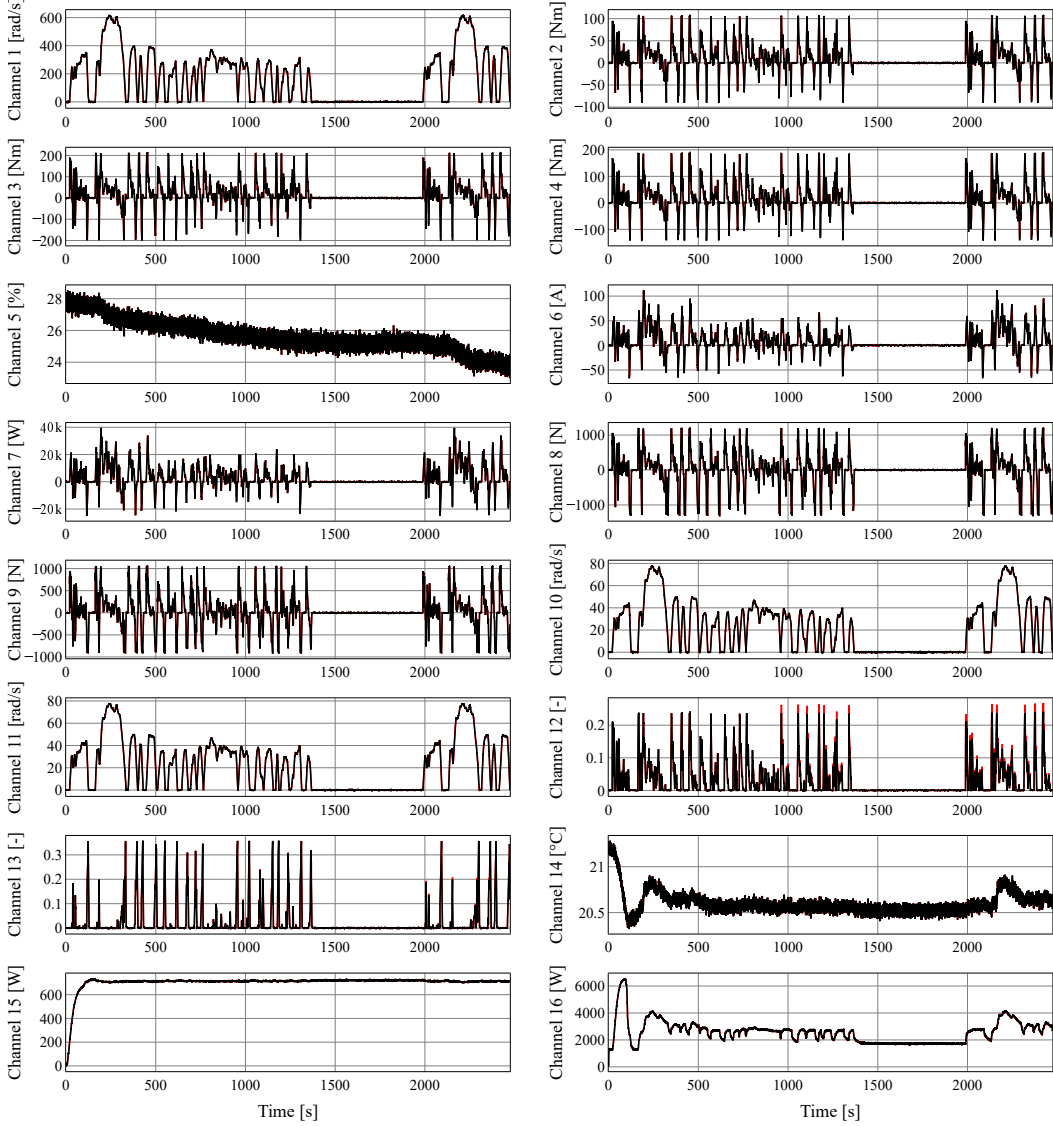 Channel 1 [rad/s]
600
400
200
0
0 500 1000 1500 2000
Channel 2 [Nm]
100
50
0
−50
−100
0 500 1000 1500 2000
Channel 3 [Nm]
200
100
0
−100
−200
0 500 1000 1500 2000
Channel 4 [Nm]
200
100
0
−100
0 500 1000 1500 2000
Channel 5 [%]
28
26
24
0 500 1000 1500 2000
Channel 6 [A]
100
50
0
−50
0 500 1000 1500 2000
Channel 7 [W]
40k
20k
0
−20k
0 500 1000 1500 2000
Channel 8 [N]
1000
0
−1000
0 500 1000 1500 2000
Channel 9 [N]
1000
500
0
−500
−1000
0 500 1000 1500 2000
Channel 10 [rad/s]
80
60
40
20
0
0 500 1000 1500 2000
Channel 11 [rad/s]
80
60
40
20
0
0 500 1000 1500 2000
Channel 12 [-]
0.2
0.1
0
0 500 1000 1500 2000
Channel 13 [-]
0.3
0.2
0.1
0
0 500 1000 1500 2000
Channel 14 [°C]
21
20.5
0 500 1000 1500 2000
Channel 15 [W]
600
400
200
0
0 500 1000 1500 2000
Time [s]
Channel 16 [W]
6000
4000
2000
0
0 500 1000 1500 2000
Time [s]